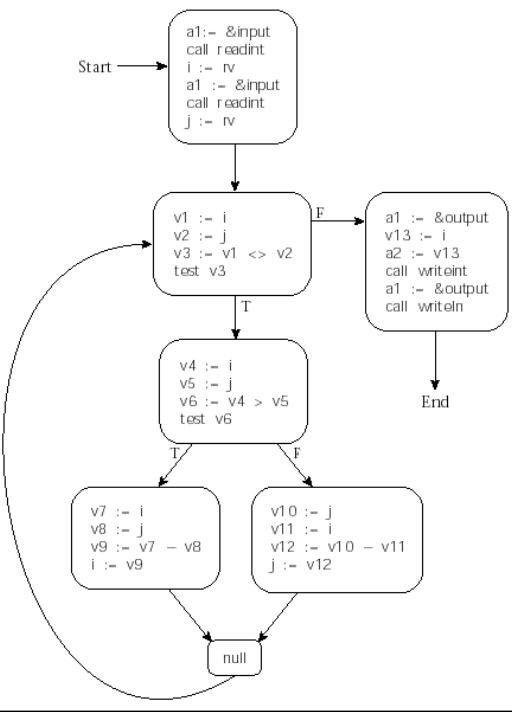 Start
a1:= &input
call readint
i := rv
a1 := &input
call readint
j := rv
v1 := i
v2 := j
v3 := v1 <> v2
test v3
F
a1 := &output
v13 := i
a2 := v13
call writeint
a1 := &output
call writeln
T
End
v4 := i
v5 := j
v6 := v4 > v5
test v6
T
F
v7 := i
v8 := j
v9 := v7 − v8
i := v9
v10 := j
v11 := i
v12 := v10 − v11
j := v12
null